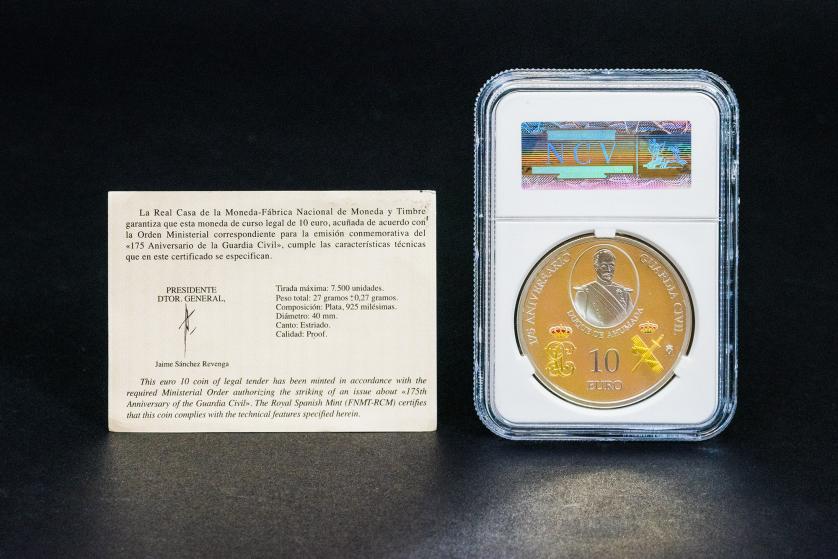 La Real Casa de la Moneda-Fábrica Nacional de Moneda y Timbre
garantiza que esta moneda de curso legal de 10 euro, acuñada de acuerdo con
la Orden Ministerial correspondiente para la emisión conmemorativa del
«175 Aniversario de la Guardia Civil», cumple las características técnicas
que en este certificado se especifican.
PRESIDENTE
DTOR. GENERAL,
Jaime Sánchez Revenga
Tirada máxima: 7.500 unidades.
Peso total: 27 gramos ±0,27 gramos.
Composición: Plata, 925 milésimas.
Diámetro: 40 mm.
Canto: Estriado.
Calidad: Proof.
This euro 10 coin of legal tender has been minted in accordance with the
required Ministerial Order authorizing the striking of an issue about «175th
Anniversary of the Guardia Civil». The Royal Spanish Mint (FNMT-RCM) certifies
that this coin complies with the technical features specified herein.
NCV
175 ANIVERSARIO
GUARDIA CIVIL
DUQUE DE AHUMADA
10
EURO